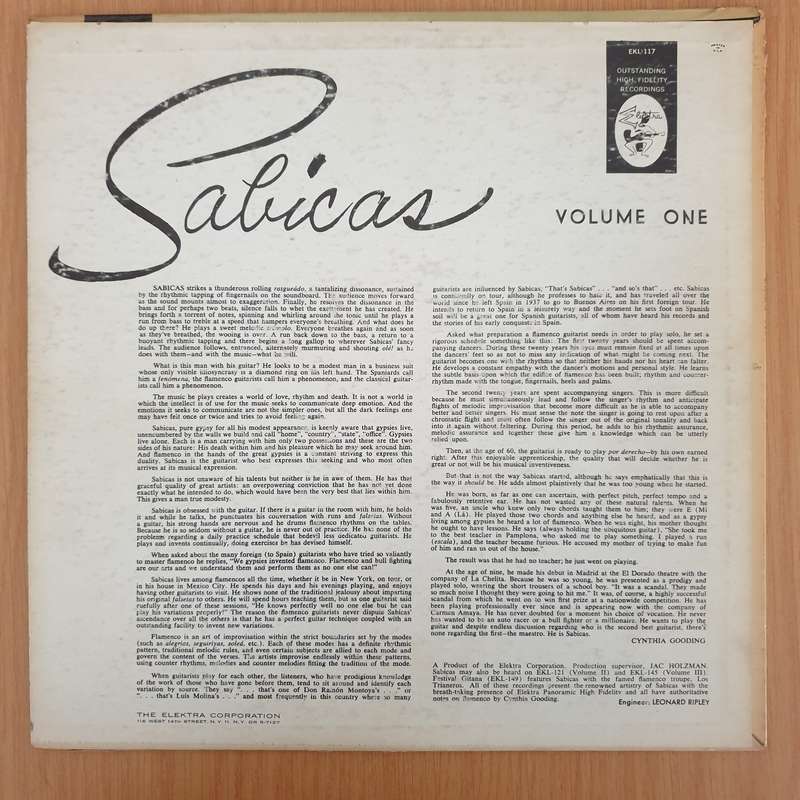 EKL-117
OUTSTANDING
HIGH FIDELITY
RECORDINGS
Elektra
Sabicas
VOLUME ONE
SABICAS strikes a thunderous rolling rasgueádo, a tantalizing dissonance, sustained
by the rhythmic tapping of fingernails on the soundboard. The audience moves forward
as the sound mounts almost to exaggeration. Finally, he resolves the dissonance in the
bass and for perhaps two beats, silence falls to whet the excitement he has created. He
brings forth a torrent of notes, spinning and whirling around the tonic until he plays a
run from bass to treble at a speed that hampers everyone's breathing. And what does he
do up there? He plays a sweet melodic tremolo. Everyone breathes again and as soon
as they've breathed, the wooing is over. A run back down to the bass, a return to a
buoyant rhythmic tapping and there begins a long gallop to wherever Sabicas' fancy
leads. The audience follows, entranced, alternately murmuring and shouting olé! as he
does with them—and with the music—what he will.
What is this man with his guitar? He looks to be a modest man in a business suit
whose only visible idiosyncrasy is a diamond ring on his left hand. The Spaniards call
him a fenómena, the flamenco guitarists call him a phenomenon, and the classical guitar-
ists call him a phenomenon.
The music he plays creates a world of love, rhythm and death. It is not a world in
which the intellect is of use for the music seeks to communicate deep emotion. And the
emotions it seeks to communicate are not the simpler ones, but all the dark feelings one
may have felt once or twice and tries to avoid feeling again.
Sabicas, pure gypsy for all his modest appearance, is keenly aware that gypsies live,
unencumbered by the walls we build and call "home", "country", "state", "office". Gypsies
live alone. Each is a man carrying with him only two possessions and these are the two
sides of his nature: His death within him and his pleasure which he may seek around him.
And flamenco in the hands of the great gypsies is a constant striving to express this
duality. Sabicas is the guitarist who best expresses this seeking and who most often
arrives at its musical expression.
Sabicas is not unaware of his talents but neither is he in awe of them. He has that
graceful quality of great artists: an overpowering conviction that he has not yet done
exactly what he intended to do, which would have been the very best that lies within him.
This gives a man true modesty.
Sabicas is obsessed with the guitar. If there is a guitar in the room with him, he holds
it and while he talks, he punctuates his conversation with runs and falsetas. Without
a guitar, his strong hands are nervous and he drums flamenco rhythms on the tables.
Because he is so seldom without a guitar, he is never out of practice. He has none of the
problems regarding a daily practice schedule that bedevil less dedicated guitarists. He
plays and invents continually, doing exercises he has devised himself.
When asked about the many foreign (to Spain) guitarists who have tried so valiantly
to master flamenco he replies, "We gypsies invented flamenco. Flamenco and bull fighting
are our arts and we understand them and perform them as no one else can!"
Sabicas lives among flamencos all the time, whether it be in New York, on tour, or
in his house in Mexico City. He spends his days and his evenings playing, and enjoys
having other guitarists to visit. He shows none of the traditional jealousy about imparting
his original falsetas to others. He will spend hours teaching them, but as one guitarist said
ruefully after one of these sessions, "He knows perfectly well no one else but he can
play his variations properly!" The reason the flamenco guitarists never dispute Sabicas'
ascendance over all the others is that he has a perfect guitar technique coupled with an
outstanding facility to invent new variations.
Flamenco is an art of improvisation within the strict boundaries set by the modes
(such as alegrías, seguiriyas, soleá, etc.). Each of these modes has a definite rhythmic
pattern, traditional melodic rules, and even certain subjects are allied to each mode and
govern the content of the verses. The artists improvise endlessly within these patterns,
using counter rhythms, melodies and counter melodies fitting the tradition of the mode.
When guitarists play for each other, the listeners, who have prodigious knowledge
of the work of those who have gone before them, tend to sit around and identify each
variation by source. They say ". . . that's one of Don Ramón Montoya's . . ." or
". . . that's Luis Molina's . . ." and most frequently in this country where so many
THE ELEKTRA CORPORATION
116 WEST 14TH STREET, N.Y. 11, N.Y. OR 5-7137
guitarists are influenced by Sabicas, "That's Sabicas" . . . "and so's that" . . . etc. Sabicas
is continually on tour, although he professes to hate it, and has traveled all over the
world since he left Spain in 1937 to go to Buenos Aires on his first foreign tour. He
intends to return to Spain in a leisurely way and the moment he sets foot on Spanish
soil will be a great one for Spanish guitarists, all of whom have heard his records and
the stories of his early conquests in Spain.
Asked what preparation a flamenco guitarist needs in order to play solo, he set a
rigorous schedule something like this: The first twenty years should be spent accom-
panying dancers. During these twenty years his eyes must remain fixed at all times upon
the dancers' feet so as not to miss any indication of what might be coming next. The
guitarist becomes one with the rhythms so that neither his hands nor his heart can falter.
He develops a constant empathy with the dancer's motions and personal style. He learns
the subtle bases upon which the edifice of flamenco has been built; rhythm and counter-
rhythm made with the tongue, fingernails, heels and palms.
The second twenty years are spent accompanying singers. This is more difficult
because he must simultaneously lead and follow the singer's rhythm and anticipate
flights of melodic improvisation that become more difficult as he is able to accompany
better and better singers. He must sense the note the singer is going to rest upon after a
chromatic flight and must often follow the singer out of the original tonality and back
into it again without faltering. During this period, he adds to his rhythmic assurance,
melodic assurance and together these give him a knowledge which can be utterly
relied upon.
Then, at the age of 60, the guitarist is ready to play por derecho—by his own earned
right. After this enjoyable apprenticeship, the quality that will decide whether he is
great or not will be his musical inventiveness.
But that is not the way Sabicas started, although he says emphatically that this is
the way it should be. He adds almost plaintively that he was too young when he started.
He was born, as far as one can ascertain, with perfect pitch, perfect tempo and a
fabulously retentive ear. He has not wanted any of these natural talents. When he
was five, an uncle who knew only two chords taught them to him; they were E (Mi)
and A (Lá). He played those two chords and anything else he heard, and as a gypsy
living among gypsies he heard a lot of flamenco. When he was eight, his mother thought
he ought to have lessons. He says (always holding the ubiquitous guitar), "She took me
to the best teacher in Pamplona, who asked me to play something. I played a run
(escala), and the teacher became furious. He accused my mother of trying to make fun
of him and ran us out of the house."
The result was that he had no teacher; he just went on playing.
At the age of nine, he made his debut in Madrid at the El Dorado theatre with the
company of La Chelita. Because he was so young, he was presented as a prodigy and
played solo, wearing the short trousers of a school boy. "It was a scandal. They made
so much noise I thought they were going to hit me." It was, of course, a highly successful
scandal from which he went on to win first prize at a nationwide competition. He has
been playing professionally ever since and is appearing now with the company of
Carmen Amaya. He has never doubted for a moment his choice of vocation. He never
has wanted to be an auto racer or a bull fighter or a millionaire. He wants to play the
guitar and despite endless discussion regarding who is the second best guitarist, there's
none regarding the first—the maestro. He is Sabicas.
CYNTHIA GOODING
A Product of the Elektra Corporation. Production supervisor, JAC HOLZMAN.
Sabicas may also be heard on EKL-121 (Volume II) and EKL-145 (Volume III).
Festival Gitana (EKL-149) features Sabicas with the famed flamenco troupe, Los
Trianeros. All of these recordings present the renowned artistry of Sabicas with the
breath-taking presence of Elektra Panoramic High Fidelity and all have authoritative
notes on flamenco by Cynthia Gooding.
Engineer: LEONARD RIPLEY